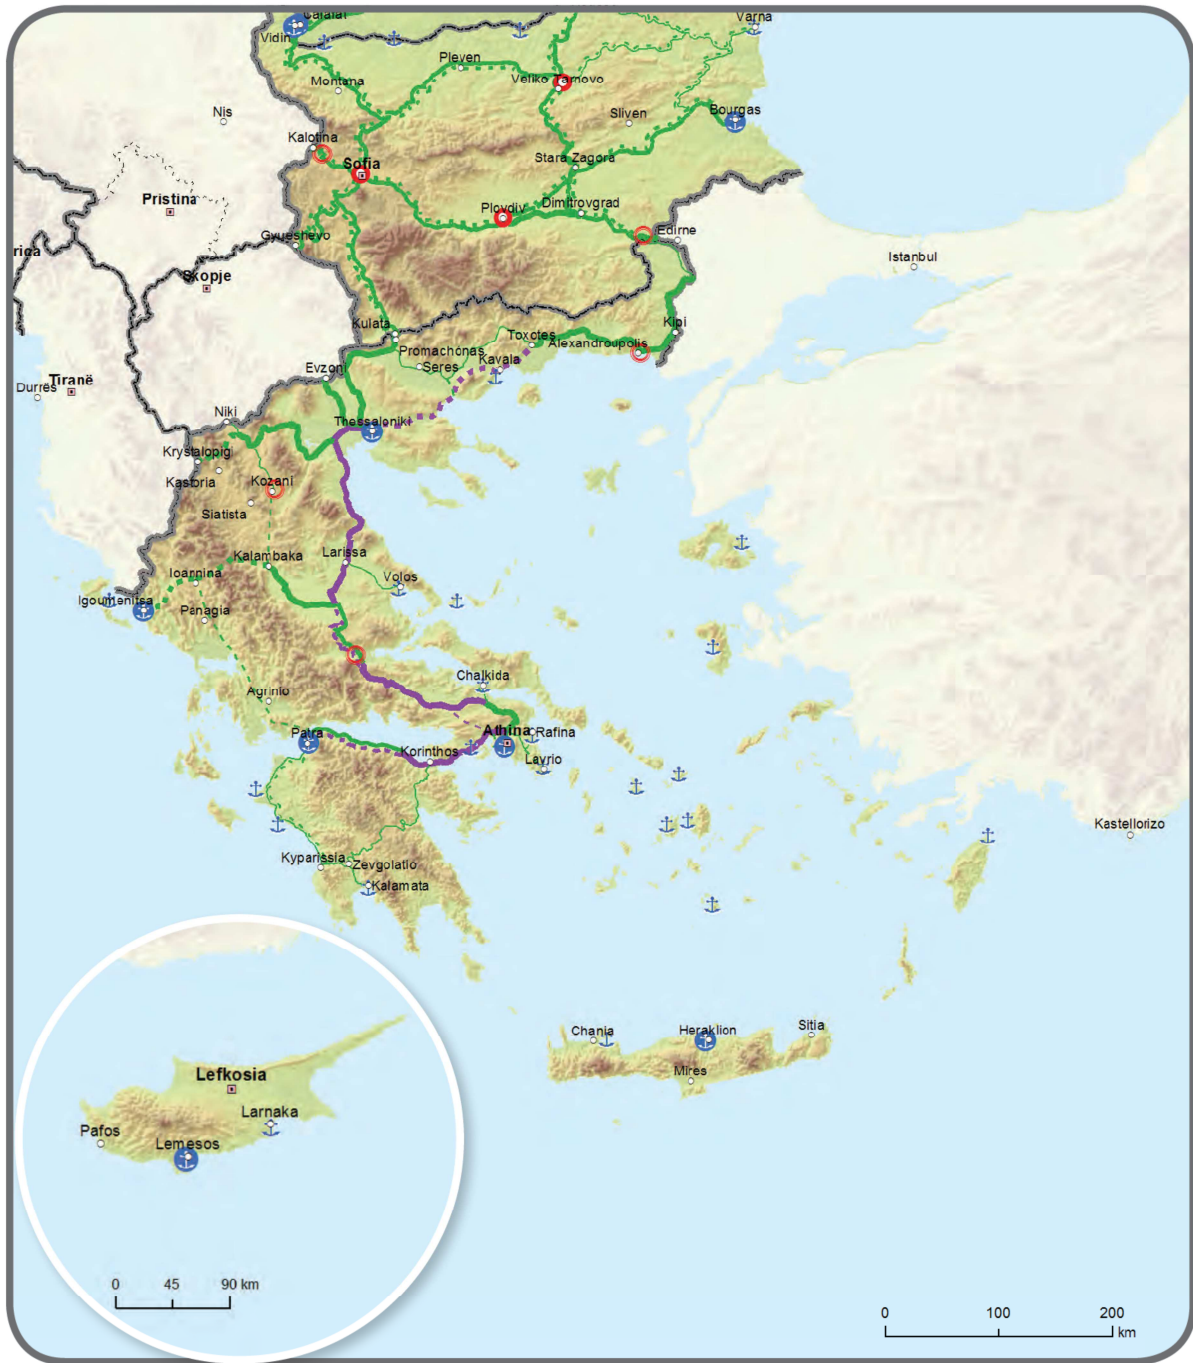 Calafat
Varna
Vidin
Pleven
Montana
Veliko Tarnovo
Nis
Sliven
Bourgas
Kalotina
Sofia
Stara Zagora
Pristina
Plovdiv
Dimitrovgrad
Gyueshevo
Edirne
rica
Istanbul
Skopje
Kulata
Toxotes
Kipi
Alexandroupolis
Promachonas
Kavala
Seres
Evzoni
Tiranë
Durres
Niki
Thessaloniki
Krystalopigi
Kastoria
Kozani
Siatista
Larissa
Kalambaka
Ioannina
Volos
Igoumenitsa
Panagia
Chalkida
Agrinio
Patra
Athina
Rafina
Korinthos
Lavrio
Kastellorizo
Kyparissia
Zevgolatio
Kalamata
Chania
Heraklion
Sitia
Mires
Lefkosia
Larnaka
Pafos
Lemesos
0 45 90 km
0 100 200
km